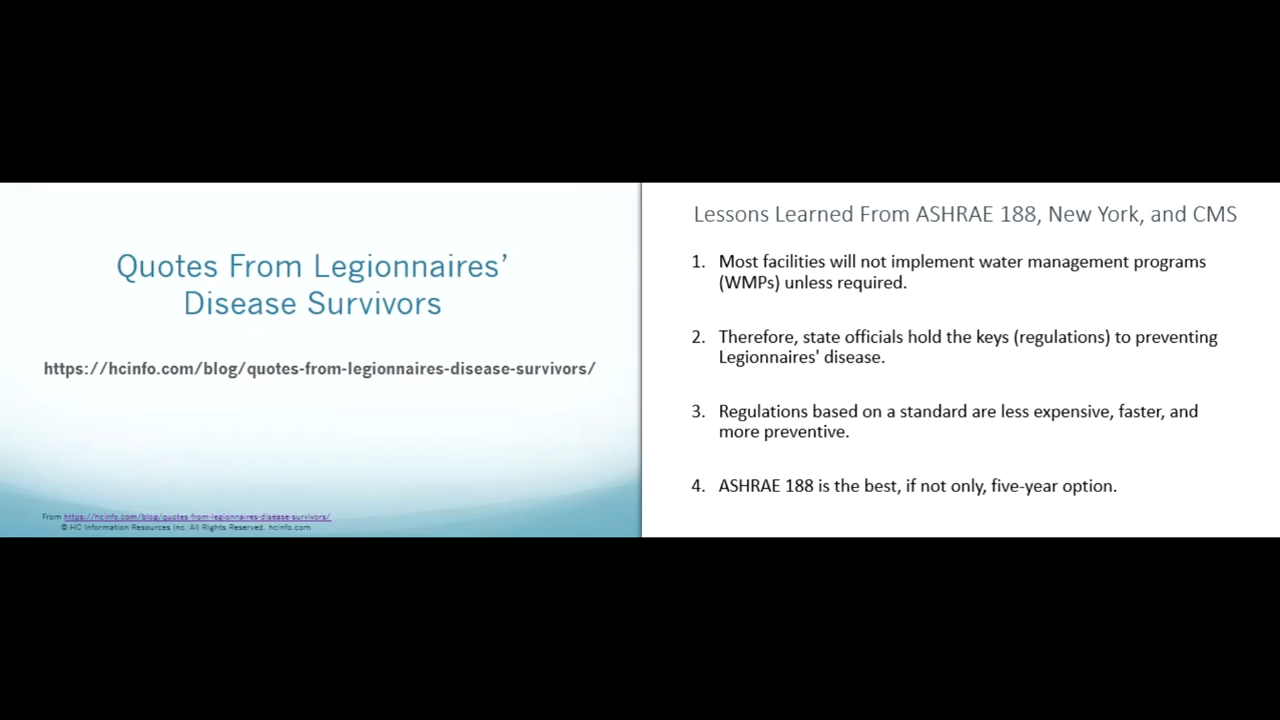 Quotes From Legionnaires’
Disease Survivors
https://hcinfo.com/blog/quotes-from-legionnaires-disease-survivors/
From https://hcinfo.com/blog/quotes-from-legionnaires-disease-survivors/
© HC Information Resources Inc. All Rights Reserved. hcinfo.com
Lessons Learned From ASHRAE 188, New York, and CMS
1. Most facilities will not implement water management programs
(WMPs) unless required.
2. Therefore, state officials hold the keys (regulations) to preventing
Legionnaires' disease.
3. Regulations based on a standard are less expensive, faster, and
more preventive.
4. ASHRAE 188 is the best, if not only, five-year option.